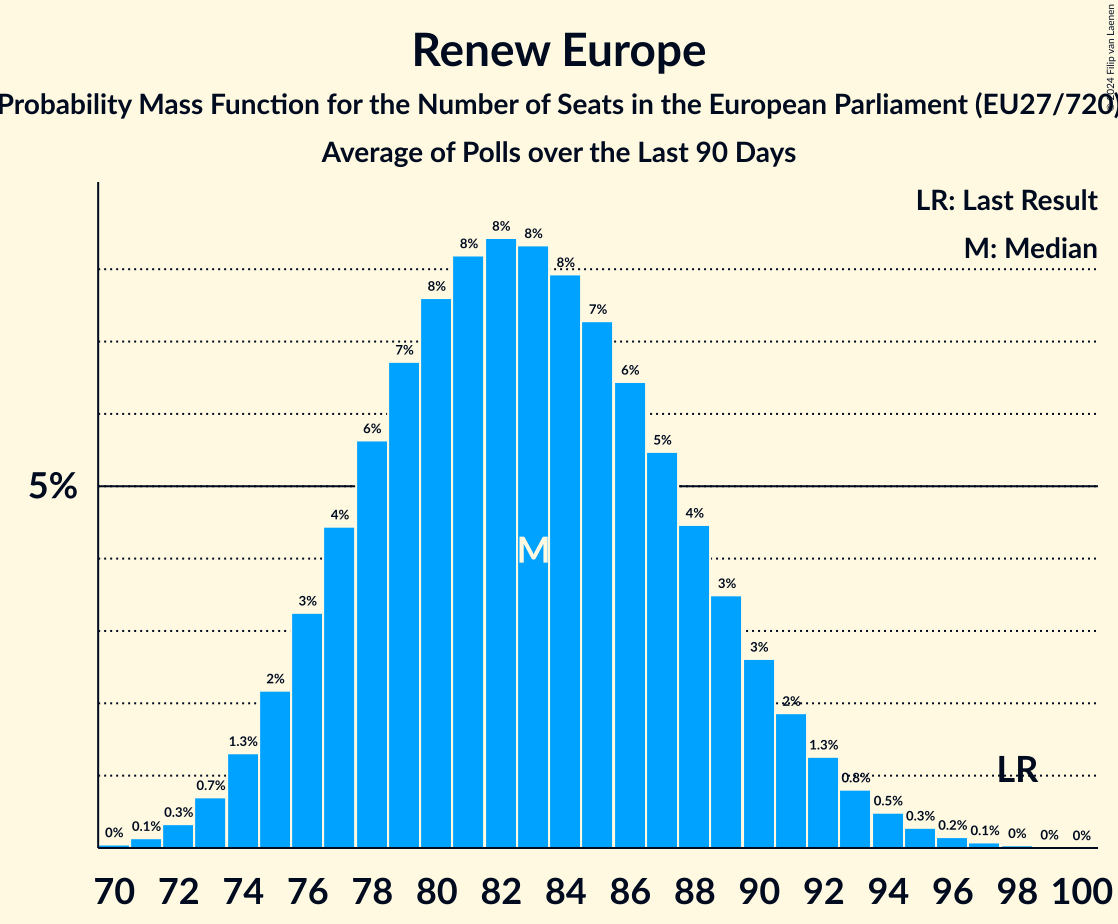 Renew Europe
Probability Mass Function for the Number of Seats in the European Parliament (EU27/720)
Average of Polls over the Last 90 Days
© 2024 Filip van Laenen
LR: Last Result
M: Median
5%
0% 0.1% 0.3% 0.7% 1.3% 2% 3% 4% 6% 7% 8% 8% 8% 8% 8% 7% 6% 5% 4% 3% 3% 2% 1.3% 0.8% 0.5% 0.3% 0.2% 0.1% 0% 0% 0%
M
LR
70 72 74 76 78 80 82 84 86 88 90 92 94 96 98 100